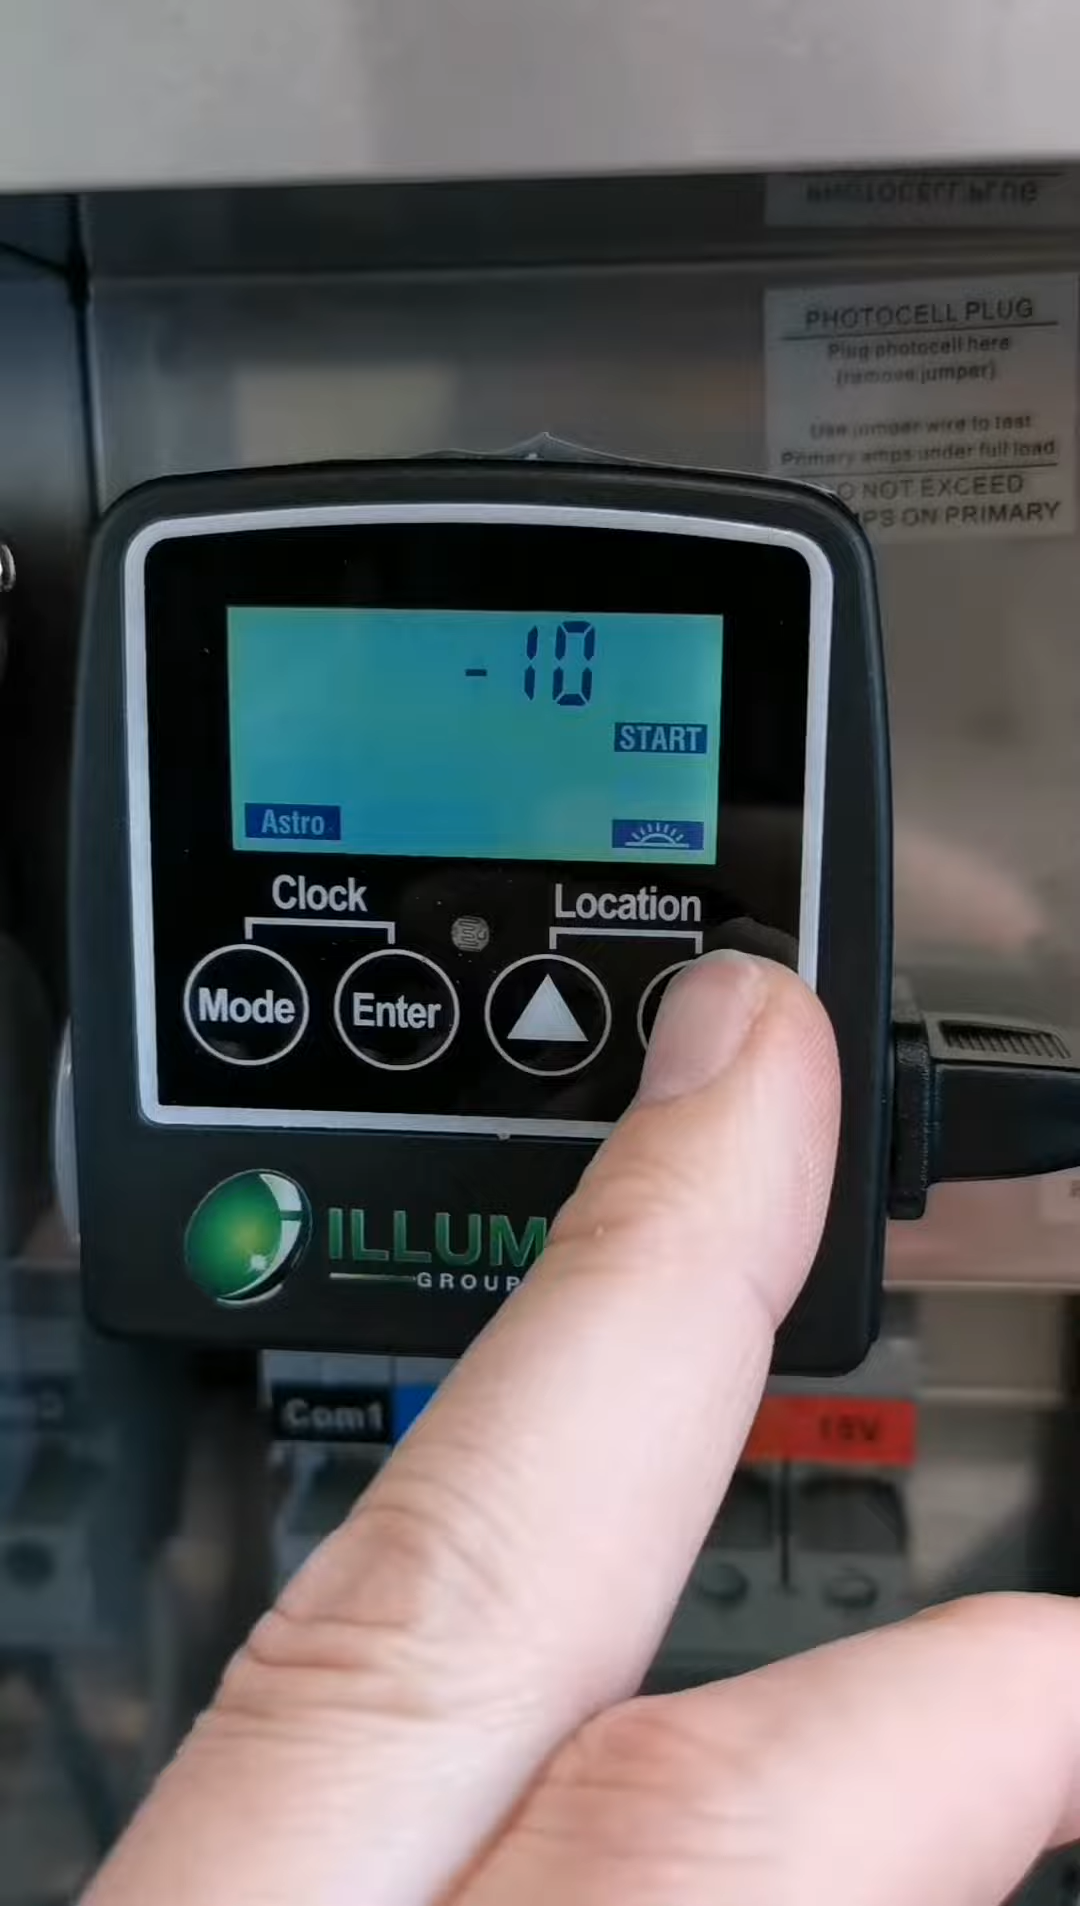 PHOTOCELL PLUG
Plug photocell here
(remove jumper)
Use jumper wire to test
Primary amps under full load
O NOT EXCEED
PS ON PRIMARY
-10
START
Astro
Clock
Location
Mode
Enter
ILLUM
GROUP
Com1
15V